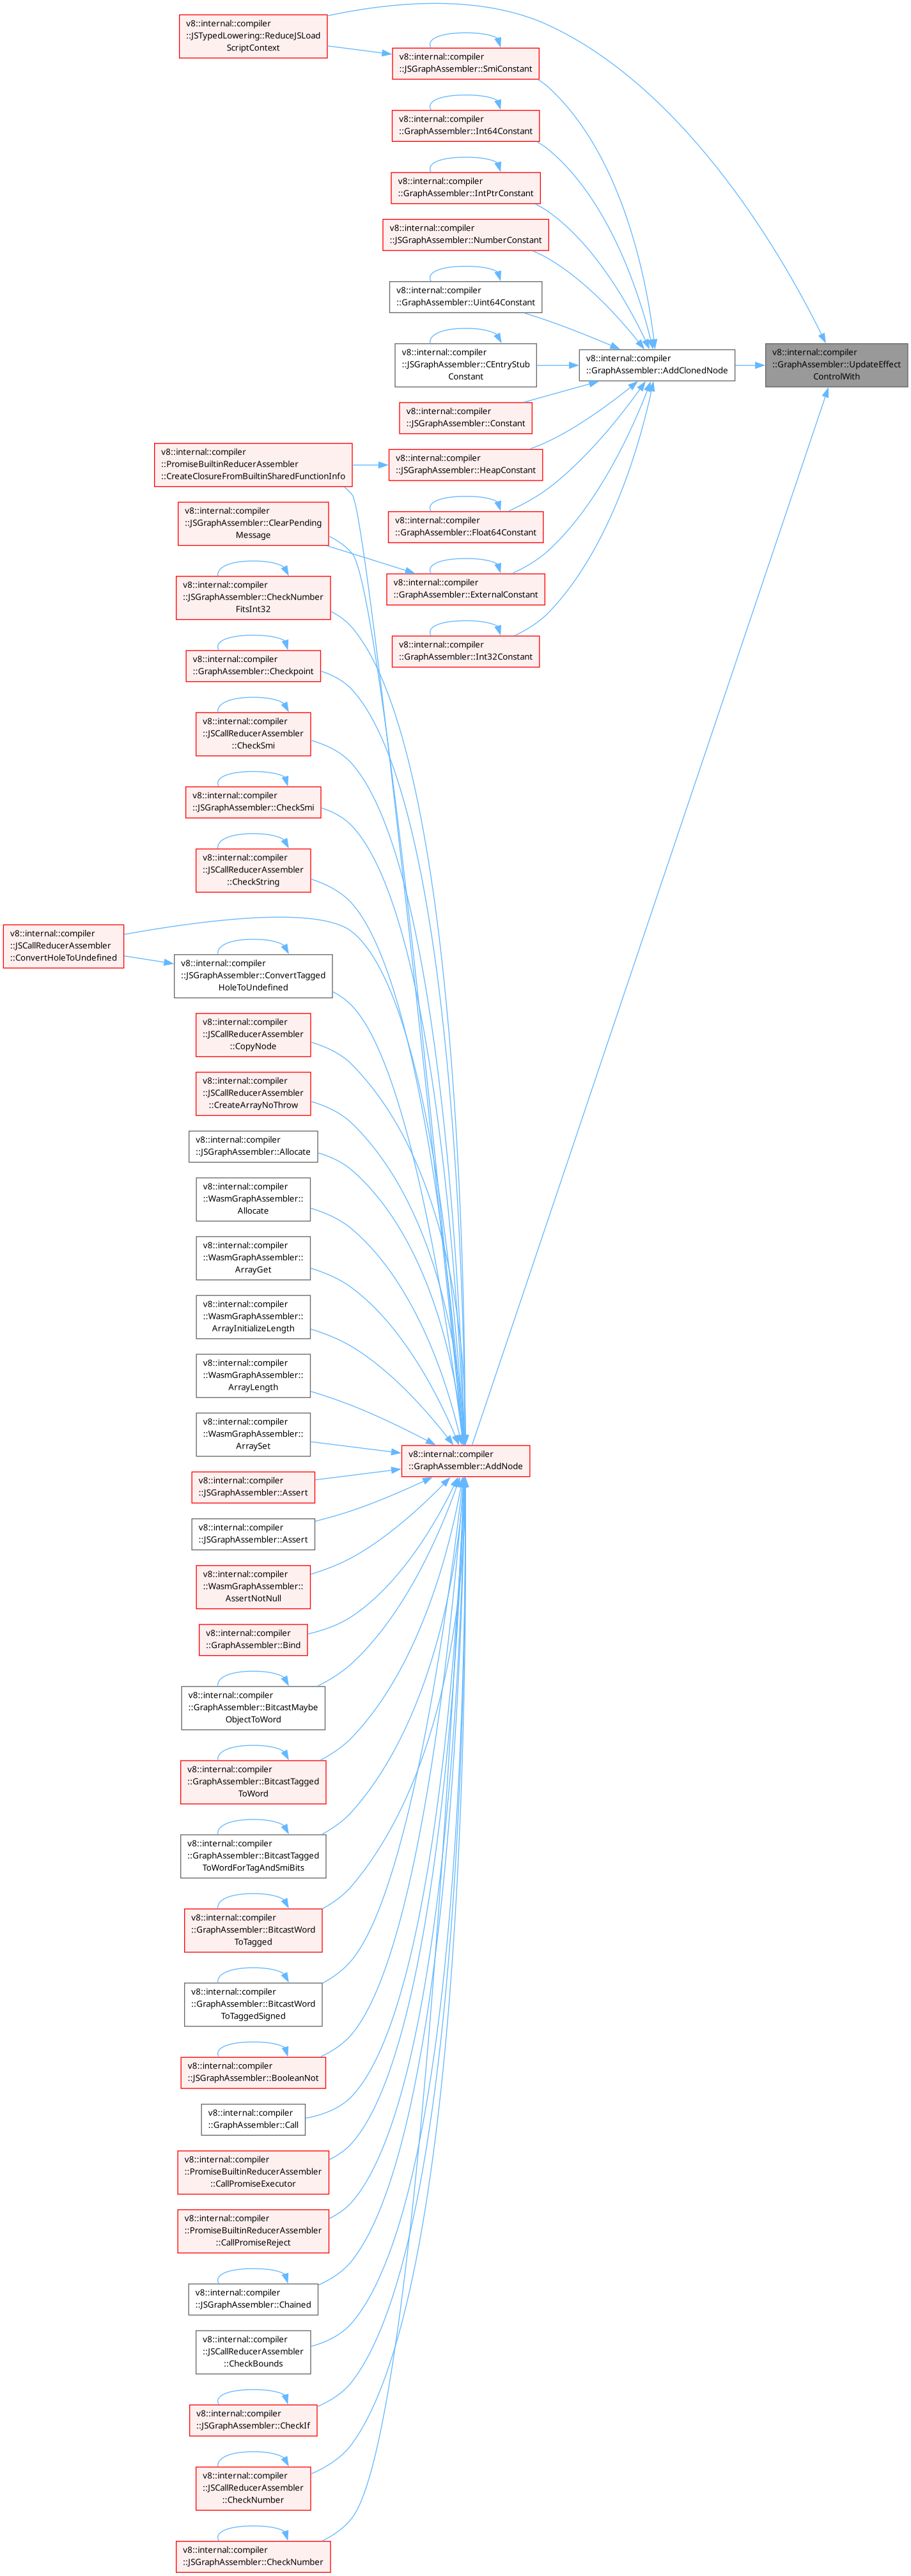 v8::internal::compiler
::JSTypedLowering::ReduceJSLoad
ScriptContext
v8::internal::compiler
::JSGraphAssembler::SmiConstant
v8::internal::compiler
::GraphAssembler::Int64Constant
v8::internal::compiler
::GraphAssembler::IntPtrConstant
v8::internal::compiler
::JSGraphAssembler::NumberConstant
v8::internal::compiler
::GraphAssembler::Uint64Constant
v8::internal::compiler
::JSGraphAssembler::CEntryStub
Constant
v8::internal::compiler
::GraphAssembler::AddClonedNode
v8::internal::compiler
::GraphAssembler::UpdateEffect
ControlWith
v8::internal::compiler
::JSGraphAssembler::Constant
v8::internal::compiler
::PromiseBuiltinReducerAssembler
::CreateClosureFromBuiltinSharedFunctionInfo
v8::internal::compiler
::JSGraphAssembler::HeapConstant
v8::internal::compiler
::JSGraphAssembler::ClearPending
Message
v8::internal::compiler
::GraphAssembler::Float64Constant
v8::internal::compiler
::JSGraphAssembler::CheckNumber
FitsInt32
v8::internal::compiler
::GraphAssembler::ExternalConstant
v8::internal::compiler
::GraphAssembler::Checkpoint
v8::internal::compiler
::GraphAssembler::Int32Constant
v8::internal::compiler
::JSCallReducerAssembler
::CheckSmi
v8::internal::compiler
::JSGraphAssembler::CheckSmi
v8::internal::compiler
::JSCallReducerAssembler
::CheckString
v8::internal::compiler
::JSCallReducerAssembler
::ConvertHoleToUndefined
v8::internal::compiler
::JSGraphAssembler::ConvertTagged
HoleToUndefined
v8::internal::compiler
::JSCallReducerAssembler
::CopyNode
v8::internal::compiler
::JSCallReducerAssembler
::CreateArrayNoThrow
v8::internal::compiler
::JSGraphAssembler::Allocate
v8::internal::compiler
::WasmGraphAssembler::
Allocate
v8::internal::compiler
::WasmGraphAssembler::
ArrayGet
v8::internal::compiler
::WasmGraphAssembler::
ArrayInitializeLength
v8::internal::compiler
::WasmGraphAssembler::
ArrayLength
v8::internal::compiler
::WasmGraphAssembler::
ArraySet
v8::internal::compiler
::GraphAssembler::AddNode
v8::internal::compiler
::JSGraphAssembler::Assert
v8::internal::compiler
::JSGraphAssembler::Assert
v8::internal::compiler
::WasmGraphAssembler::
AssertNotNull
v8::internal::compiler
::GraphAssembler::Bind
v8::internal::compiler
::GraphAssembler::BitcastMaybe
ObjectToWord
v8::internal::compiler
::GraphAssembler::BitcastTagged
ToWord
v8::internal::compiler
::GraphAssembler::BitcastTagged
ToWordForTagAndSmiBits
v8::internal::compiler
::GraphAssembler::BitcastWord
ToTagged
v8::internal::compiler
::GraphAssembler::BitcastWord
ToTaggedSigned
v8::internal::compiler
::JSGraphAssembler::BooleanNot
v8::internal::compiler
::GraphAssembler::Call
v8::internal::compiler
::PromiseBuiltinReducerAssembler
::CallPromiseExecutor
v8::internal::compiler
::PromiseBuiltinReducerAssembler
::CallPromiseReject
v8::internal::compiler
::JSGraphAssembler::Chained
v8::internal::compiler
::JSCallReducerAssembler
::CheckBounds
v8::internal::compiler
::JSGraphAssembler::CheckIf
v8::internal::compiler
::JSCallReducerAssembler
::CheckNumber
v8::internal::compiler
::JSGraphAssembler::CheckNumber